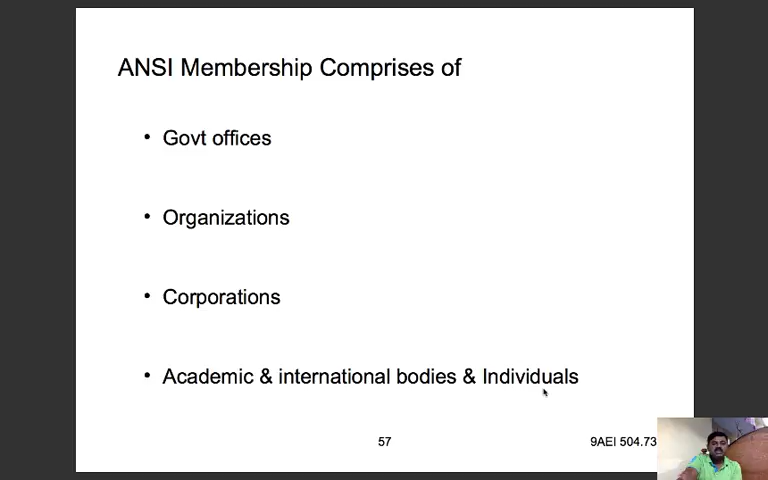 ANSI Membership Comprises of
• Govt offices
• Organizations
• Corporations
• Academic & international bodies & Individuals
57
9AEI 504.73